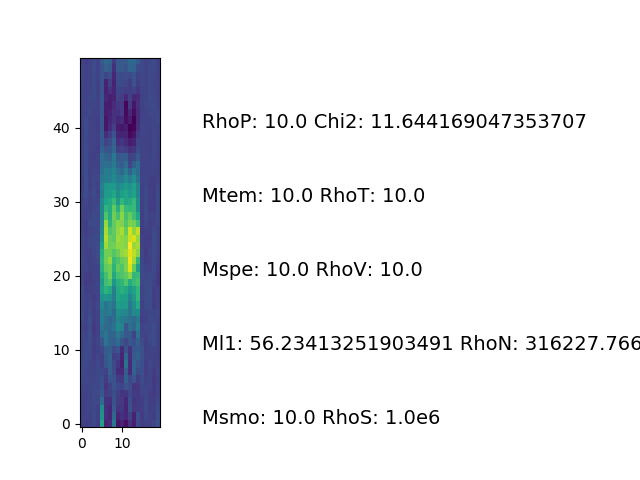 RhoP: 10.0 Chi2: 11.644169047353707
40
Mtem: 10.0 RhoT: 10.0
30
Mspe: 10.0 RhoV: 10.0
20
Ml1: 56.23413251903491 RhoN: 316227.766
10
Msmo: 10.0 RhoS: 1.0e6
0
0 10